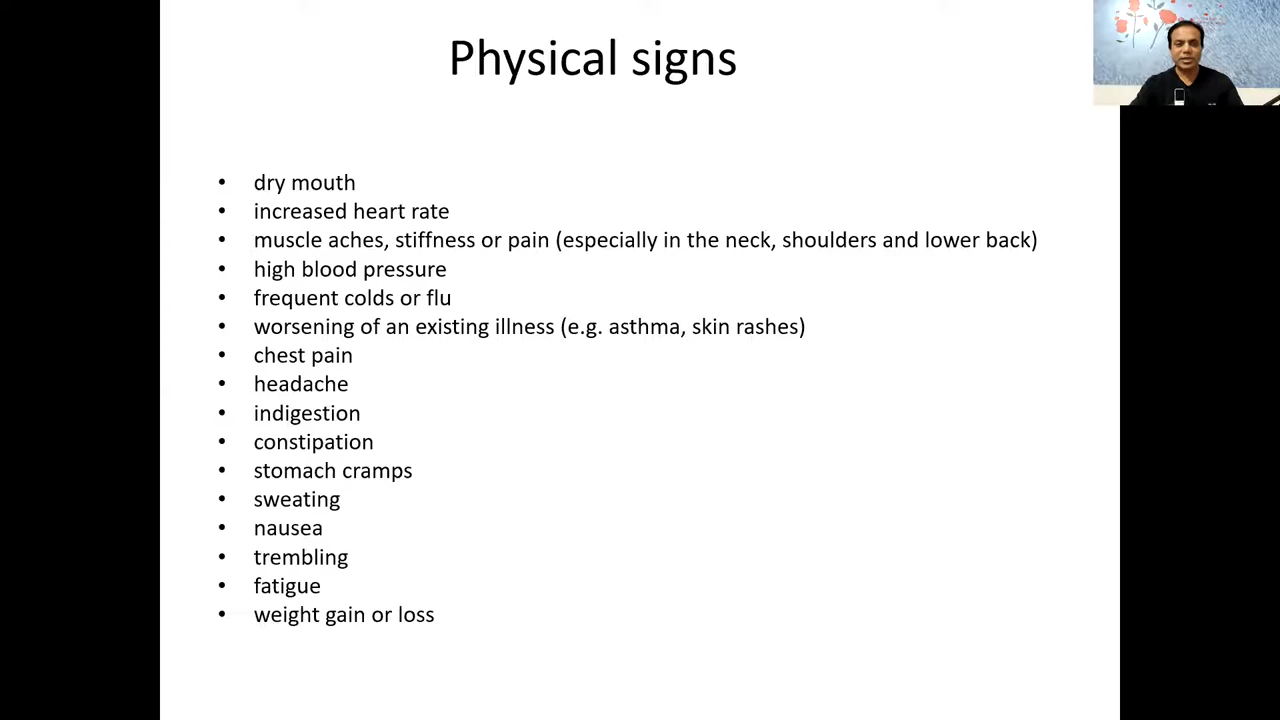 Physical signs
• dry mouth
• increased heart rate
• muscle aches, stiffness or pain (especially in the neck, shoulders and lower back)
• high blood pressure
• frequent colds or flu
• worsening of an existing illness (e.g. asthma, skin rashes)
• chest pain
• headache
• indigestion
• constipation
• stomach cramps
• sweating
• nausea
• trembling
• fatigue
• weight gain or loss